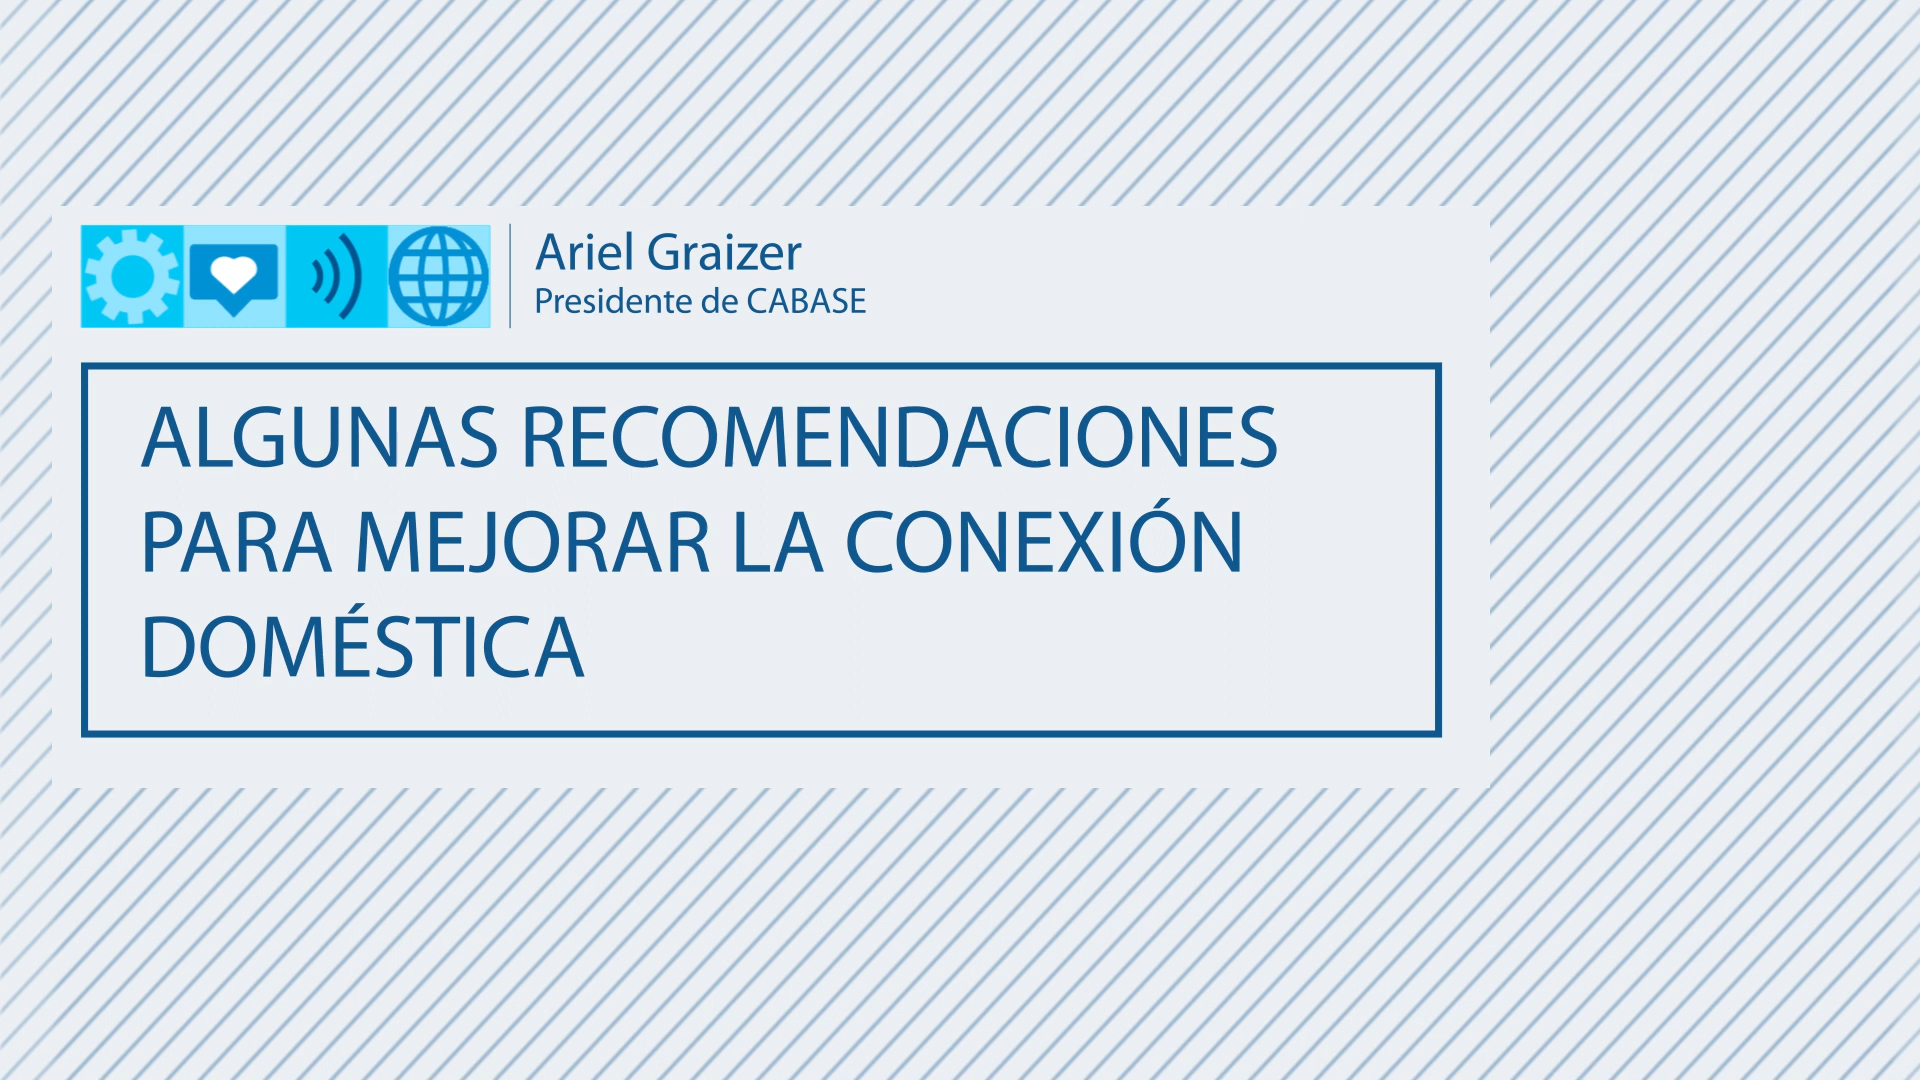 Ariel Graizer
Presidente de CABASE
ALGUNAS RECOMENDACIONES
PARA MEJORAR LA CONEXIÓN
DOMÉSTICA